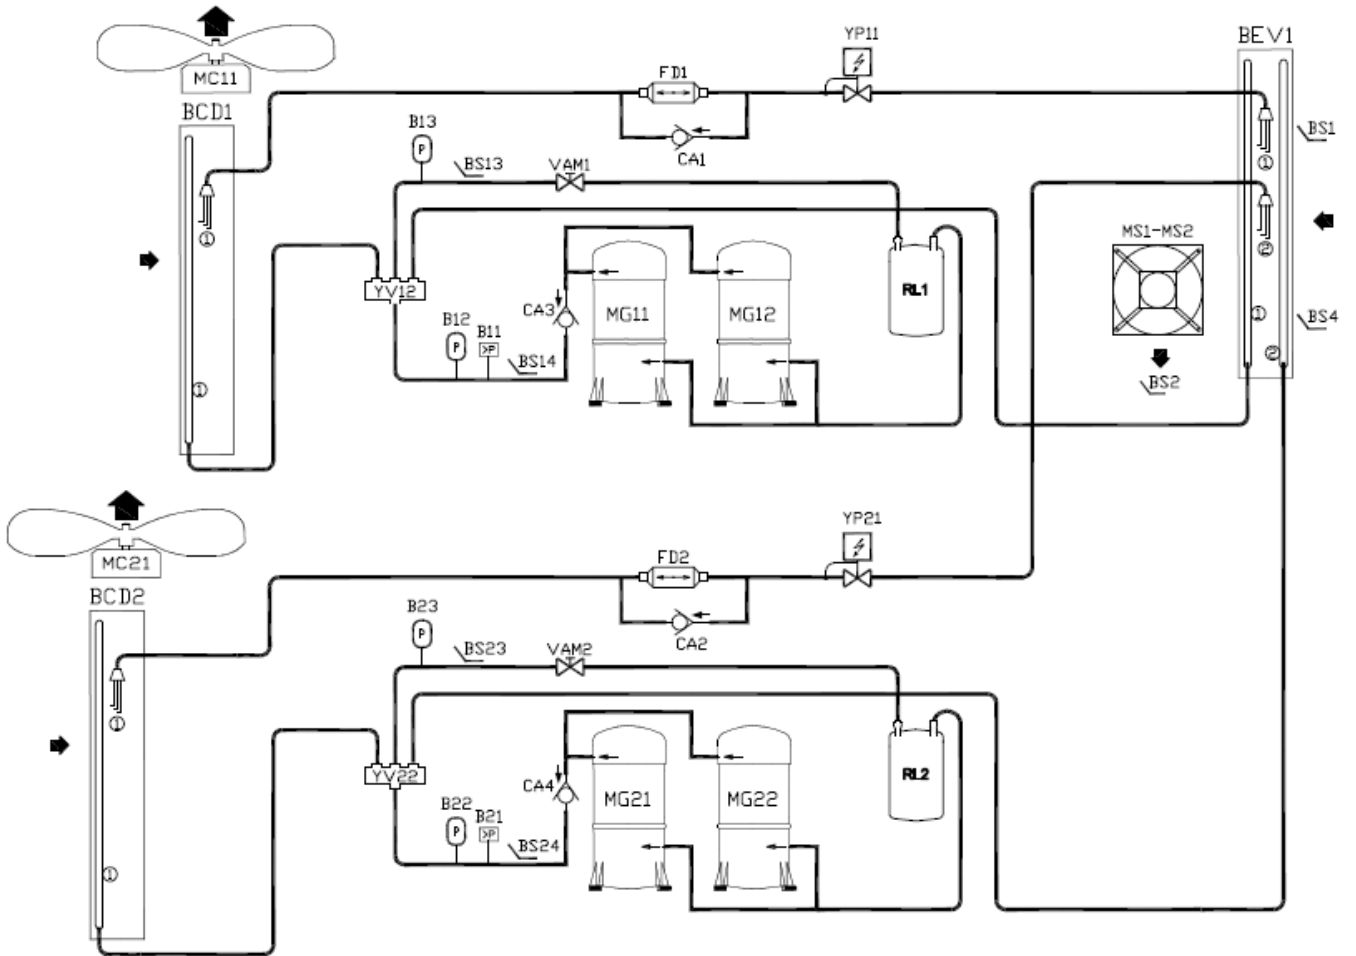 YP11
BEV1
MC11
FD1
BCD1
B13
BS13
VAM1
CA1
BS1
①
①
②
MS1-MS2
YV12
RL1
CA3
MG11
MG12
B12
B11
>P
BS14
P
P
①
BS4
②
BS2
①
YP21
MC21
FD2
BCD2
B23
P
BS23
VAM2
CA2
①
YV22
RL2
CA4
MG21
MG22
B22
B21
P
>P
BS24
①